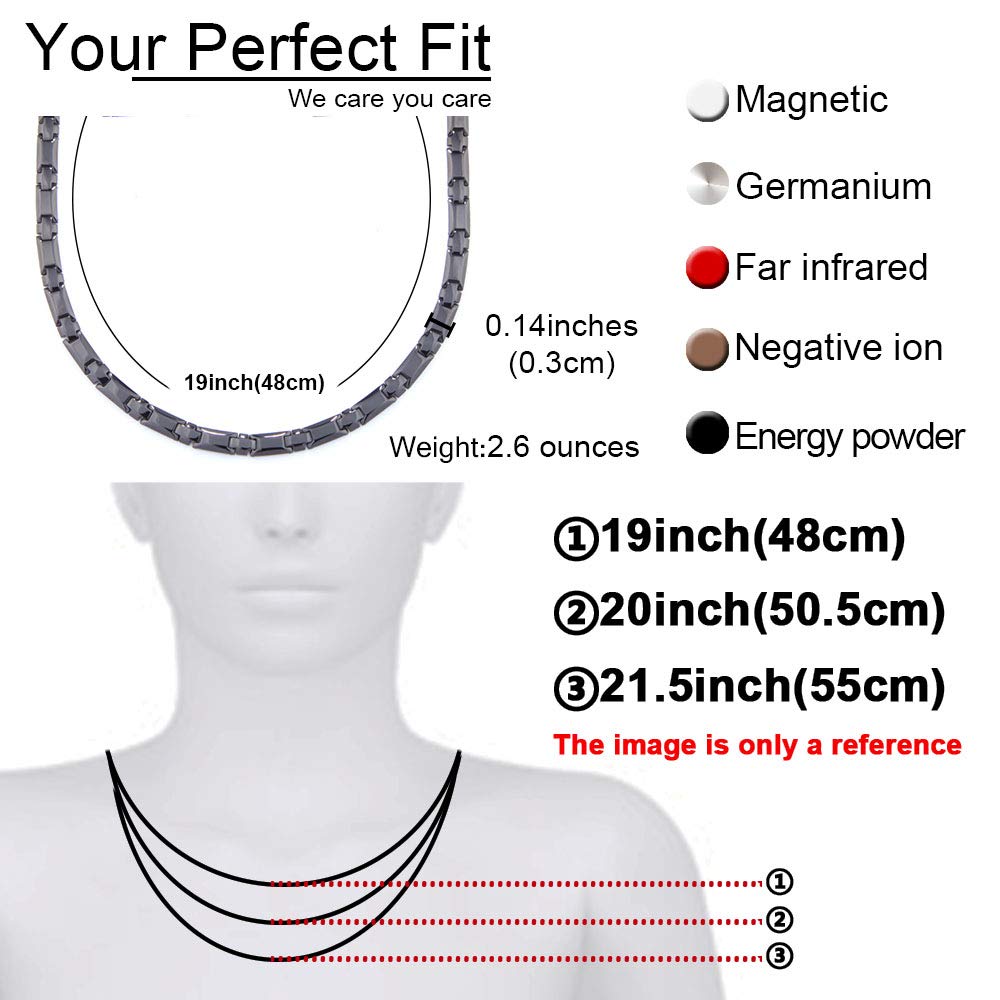 Your Perfect Fit
We care you care
Magnetic
Germanium
Far infrared
Negative ion
Energy powder
0.14inches
(0.3cm)
19inch(48cm)
Weight:2.6 ounces
①19inch(48cm)
②20inch(50.5cm)
③21.5inch(55cm)
The image is only a reference
①
②
③